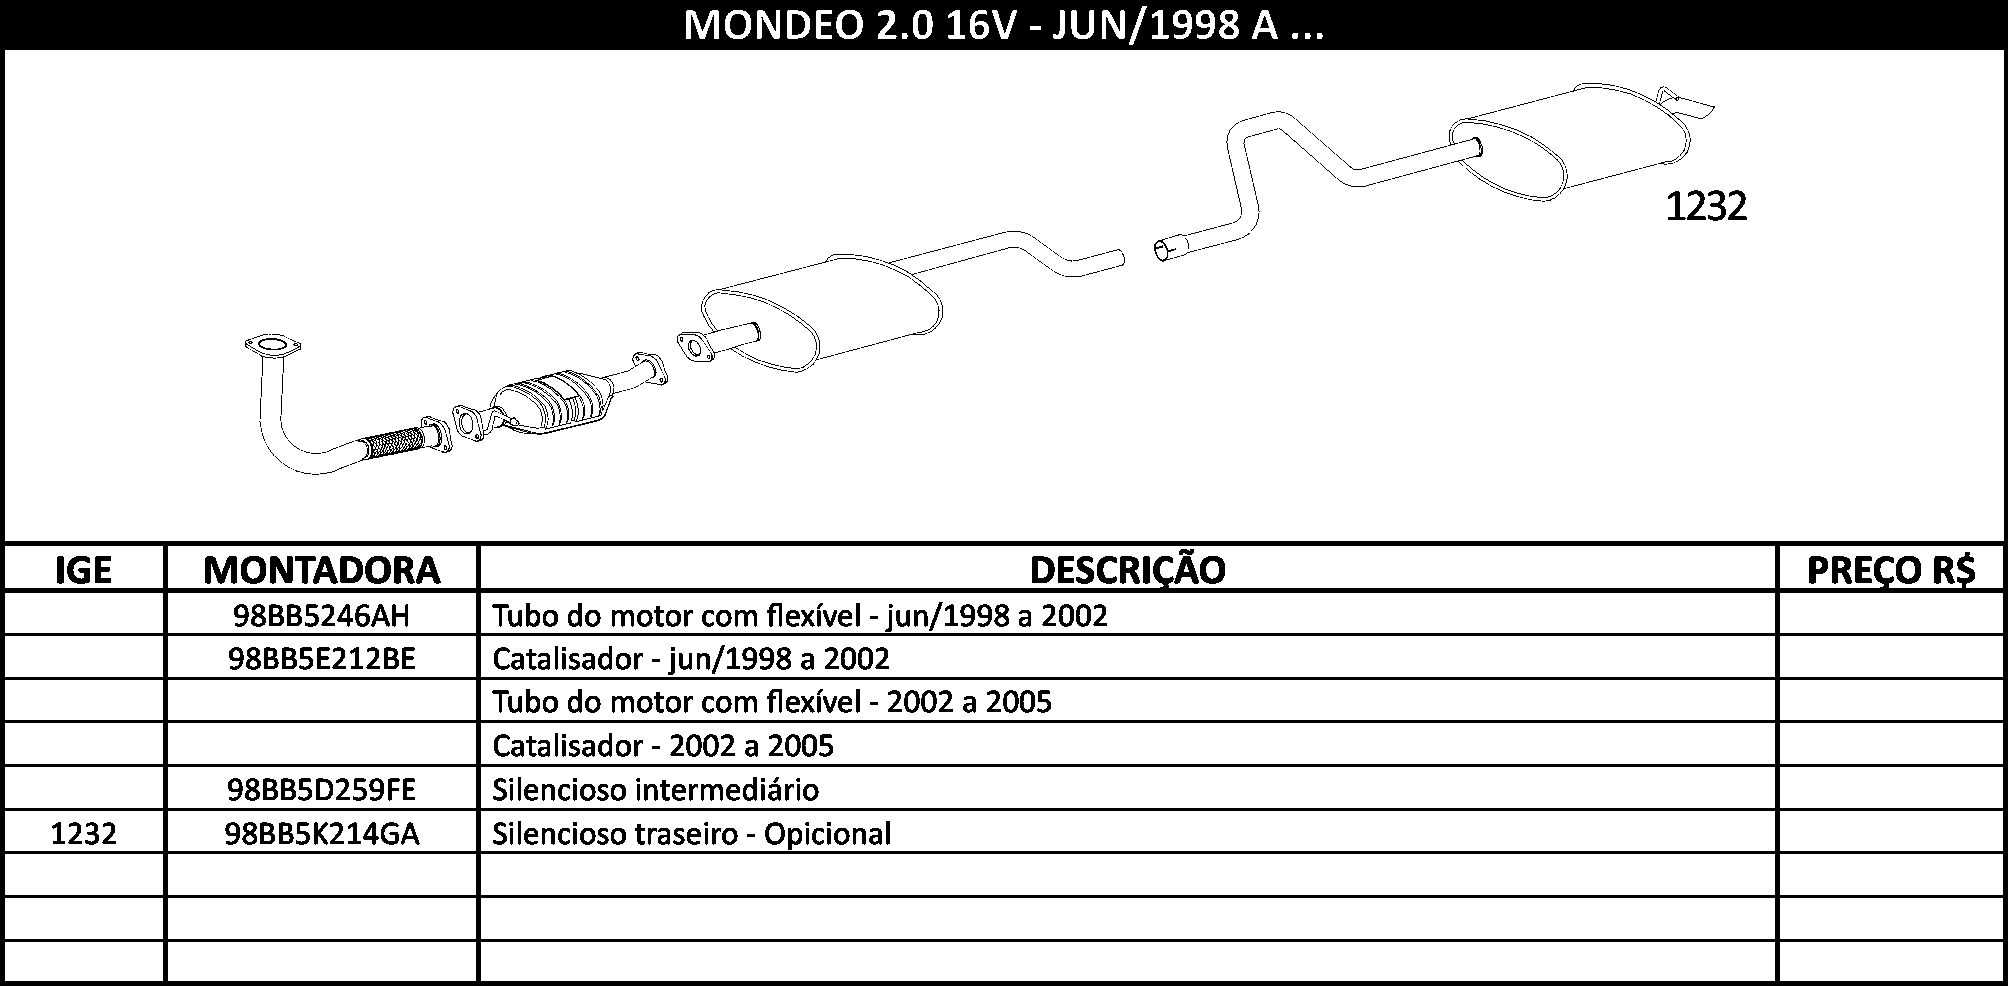 MONDEO 2.0 16V - JUN/1998 A ...
1232
IGE MONTADORA DESCRIÇÃO PREÇO R$
98BB5246AH Tubo do motor com flexível - jun/1998 a 2002
98BB5E212BE Catalisador - jun/1998 a 2002
Tubo do motor com flexível - 2002 a 2005
Catalisador - 2002 a 2005
98BB5D259FE Silencioso intermediário
1232 98BB5K214GA Silencioso traseiro - Opicional